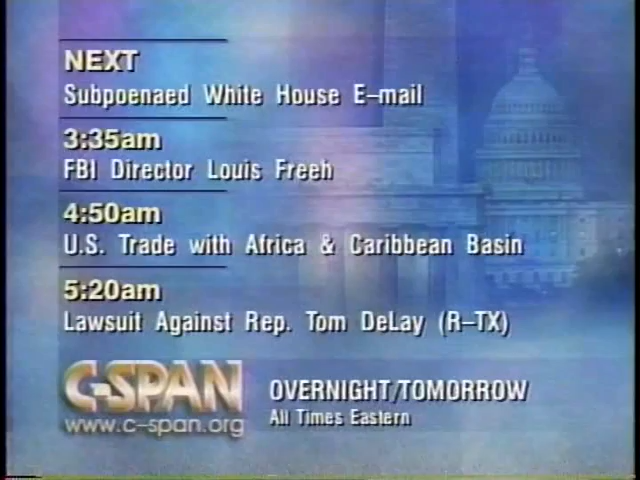 NEXT
Subpoenaed White House E-mail
3:35am
FBI Director Louis Freeh
4:50am
U.S. Trade with Africa & Caribbean Basin
5:20am
Lawsuit Against Rep. Tom DeLay (R-TX)
C-SPAN
www.c-span.org
OVERNIGHT/TOMORROW
All Times Eastern